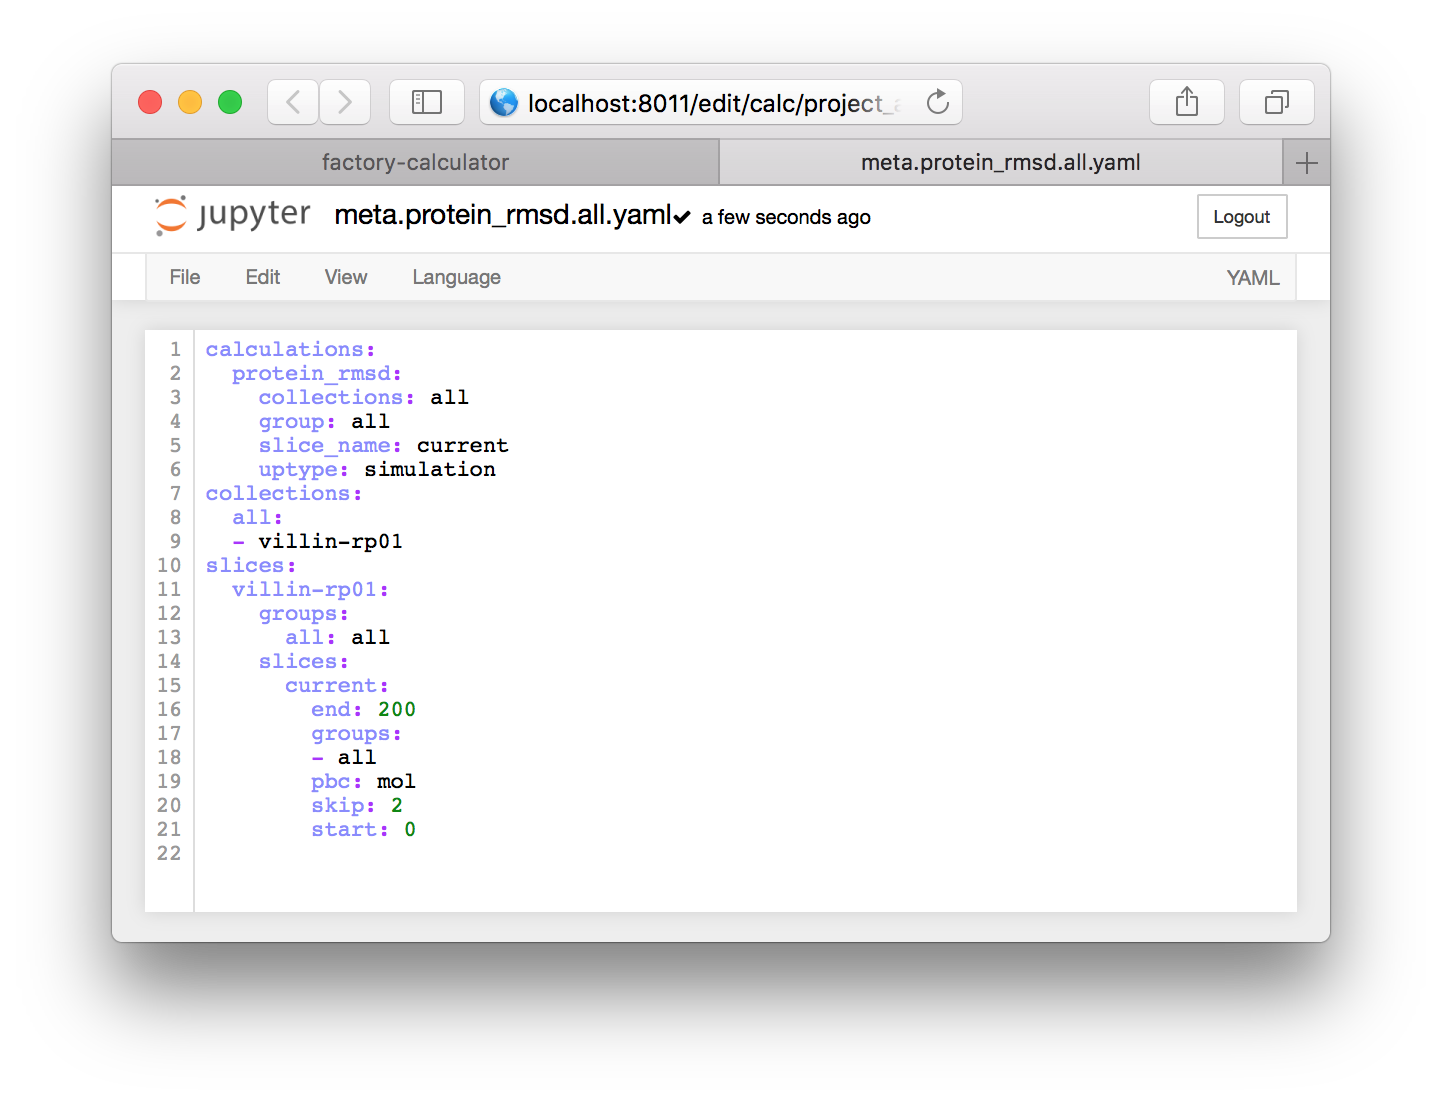 localhost:8011/edit/calc/project_a
factory-calculator
meta.protein_rmsd.all.yaml
jupyter meta.protein_rmsd.all.yaml✔ a few seconds ago Logout
File Edit View Language YAML
1 calculations:
2   protein_rmsd:
3     collections: all
4     group: all
5     slice_name: current
6     uptype: simulation
7 collections:
8   all:
9   - villin-rp01
10 slices:
11   villin-rp01:
12     groups:
13       all: all
14     slices:
15       current:
16         end: 200
17         groups:
18         - all
19         pbc: mol
20         skip: 2
21         start: 0
22